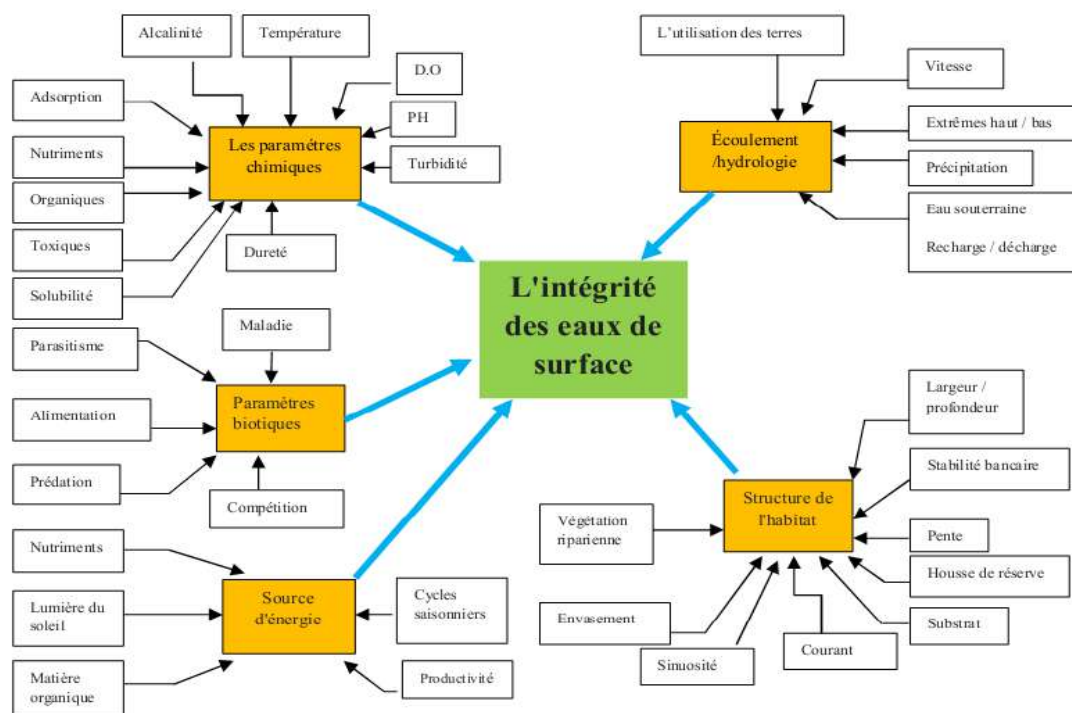 Alcalinité
Température
D.O
Adsorption
PH
Nutriments
Les paramètres
chimiques
Turbidité
Organiques
Toxiques
Dureté
Solubilité
L'utilisation des terres
Vitesse
Extrêmes haut / bas
Écoulement
/hydrologie
Précipitation
Eau souterraine
Recharge / décharge
L'intégrité
des eaux de
surface
Maladie
Parasitisme
Alimentation
Paramètres
biotiques
Prédation
Compétition
Largeur /
profondeur
Stabilité bancaire
Structure de
l'habitat
Végétation
riparienne
Pente
Housse de réserve
Envasement
Substrat
Sinuosité
Courant
Nutriments
Lumière du
soleil
Source
d'énergie
Cycles
saisonniers
Matière
organique
Productivité